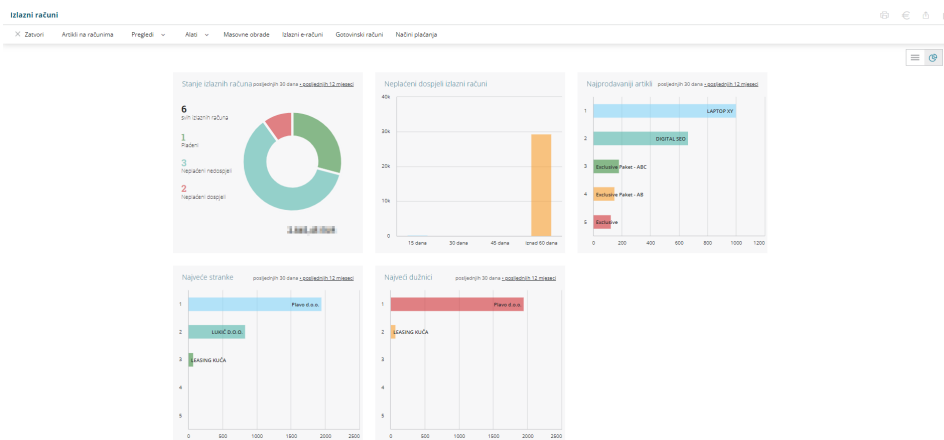 Izlazni računi
Zatvori Artikli na računima Pregledi Alati Masovne obrade Izlazni e-računi Gotovinski računi Načini plaćanja
Stanje izlaznih računa posljednjih 30 dana - posljednjih 12 mjeseci
6
svih izlaznih računa
1
Plaćeni
3
Neplaćeni nedospjeli
2
Neplaćeni dospjeli
Neplaćeni dospjeli izlazni računi
40k
30k
20k
10k
0
15 dana 30 dana 45 dana Iznad 60 dana
Najprodavaniji artikli posljednjih 30 dana - posljednjih 12 mjeseci
1 LAPTOP XY
2 DIGITAL SEO
3 Exclusive Paket - ABC
4 Exclusive Paket - AB
5 Exclusive
0 200 400 600 800 1000 1200
Najveće stranke posljednjih 30 dana - posljednjih 12 mjeseci
1 Plavo d.o.o.
2 LUKIĆ D.O.O.
3 LEASING KUĆA
4
5
0 500 1000 1500 2000 2500
Najveći dužnici posljednjih 30 dana - posljednjih 12 mjeseci
1 Plavo d.o.o.
2 LEASING KUĆA
3
4
5
0 500 1000 1500 2000 2500